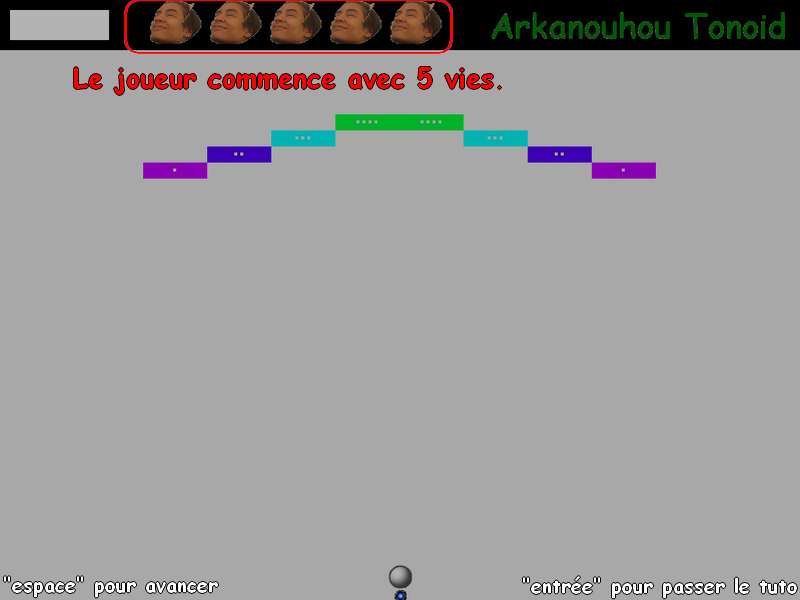 Arkanouhou Tonoid
Le joueur commence avec 5 vies.
"espace" pour avancer
"entrée" pour passer le tuto